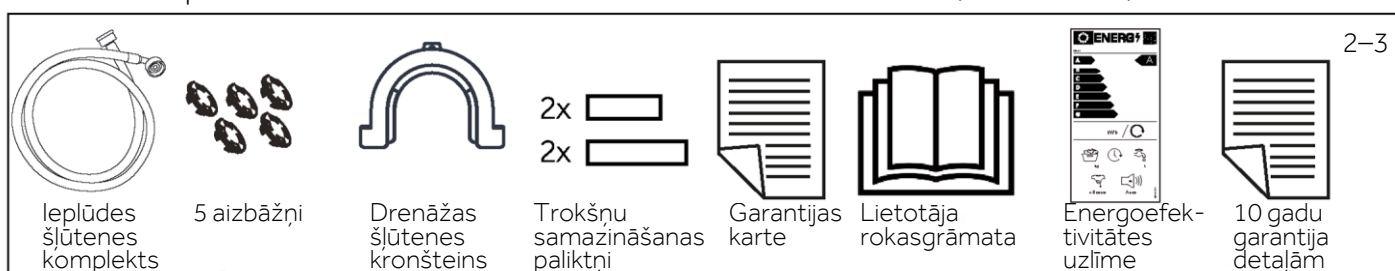 2–3
ENERG
A
A
2x
2x
Ieplūdes
šļūtenes
komplekts
5 aizbāžņi
Drenāžas
šļūtenes
kronšteins
Trokšņu
samazināšanas
paliktņi
Garantijas
karte
Lietotāja
rokasgrāmata
Energoefek-
tivitātes
uzlīme
10 gadu
garantija
detaļām